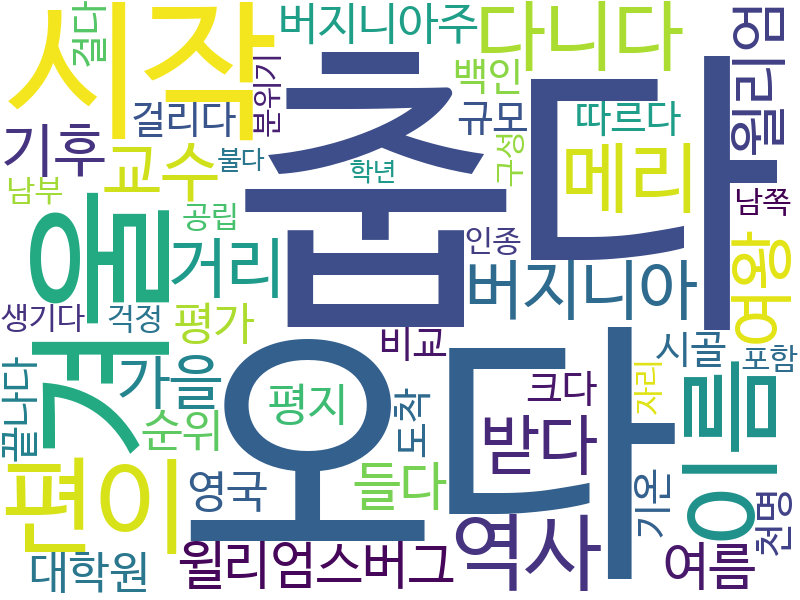 걸다
버지니아주
다니다
윌리엄
시작
춥다
분위기
백인
걸리다
규모
따르다
기후
교수
불다
학년
구성
메리
남부
겨울
공립
남쪽
인종
거리
버지니아
여왕
생기다
걱정
평가
비교
시골
포함
오다
가을
평지
크다
자리
이름
끝나다
순위
도착
받다
편이
영국
들다
기온
천명
역사
대학원
윌리엄스버그
여름